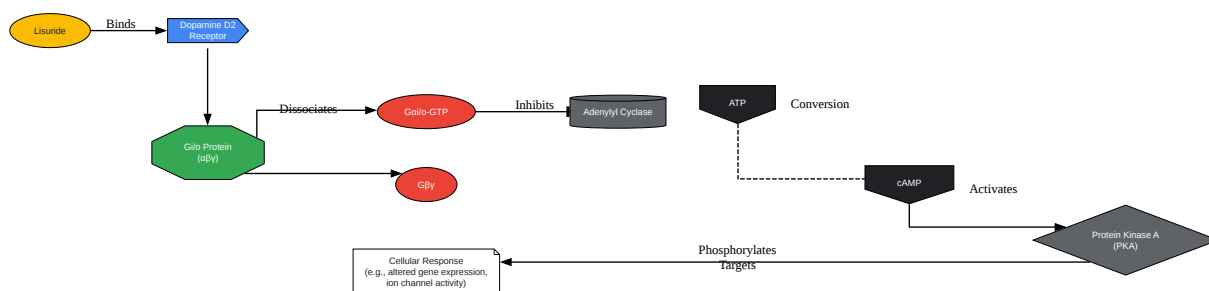 Lisuride
Binds
Dopamine D2
Receptor
Dissociates
Gαi/o-GTP
Inhibits
Adenylyl Cyclase
ATP
Conversion
Gi/o Protein
(αβγ)
Gβγ
cAMP
Activates
Protein Kinase A
(PKA)
Phosphorylates
Targets
Cellular Response
(e.g., altered gene expression,
ion channel activity)